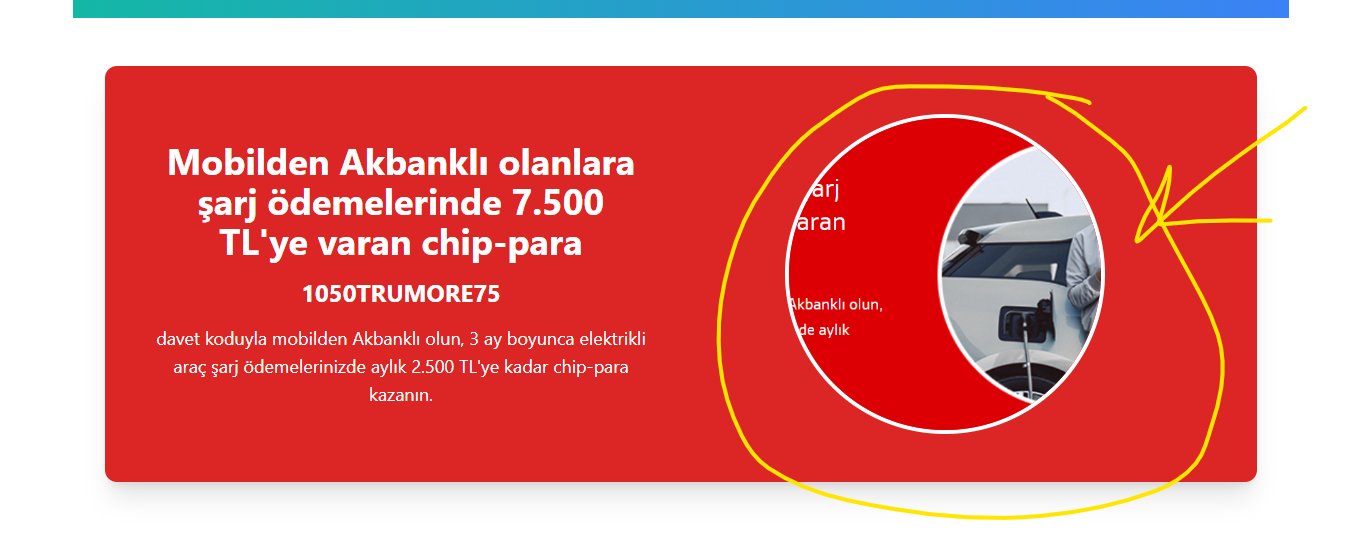 Mobilden Akbanklı olanlara
şarj ödemelerinde 7.500
TL'ye varan chip-para
1050TRUMORE75
davet koduyla mobilden Akbanklı olun, 3 ay boyunca elektrikli
araç şarj ödemelerinizde aylık 2.500 TL'ye kadar chip-para
kazanın.
arj
aran
Akbanklı olun,
de aylık